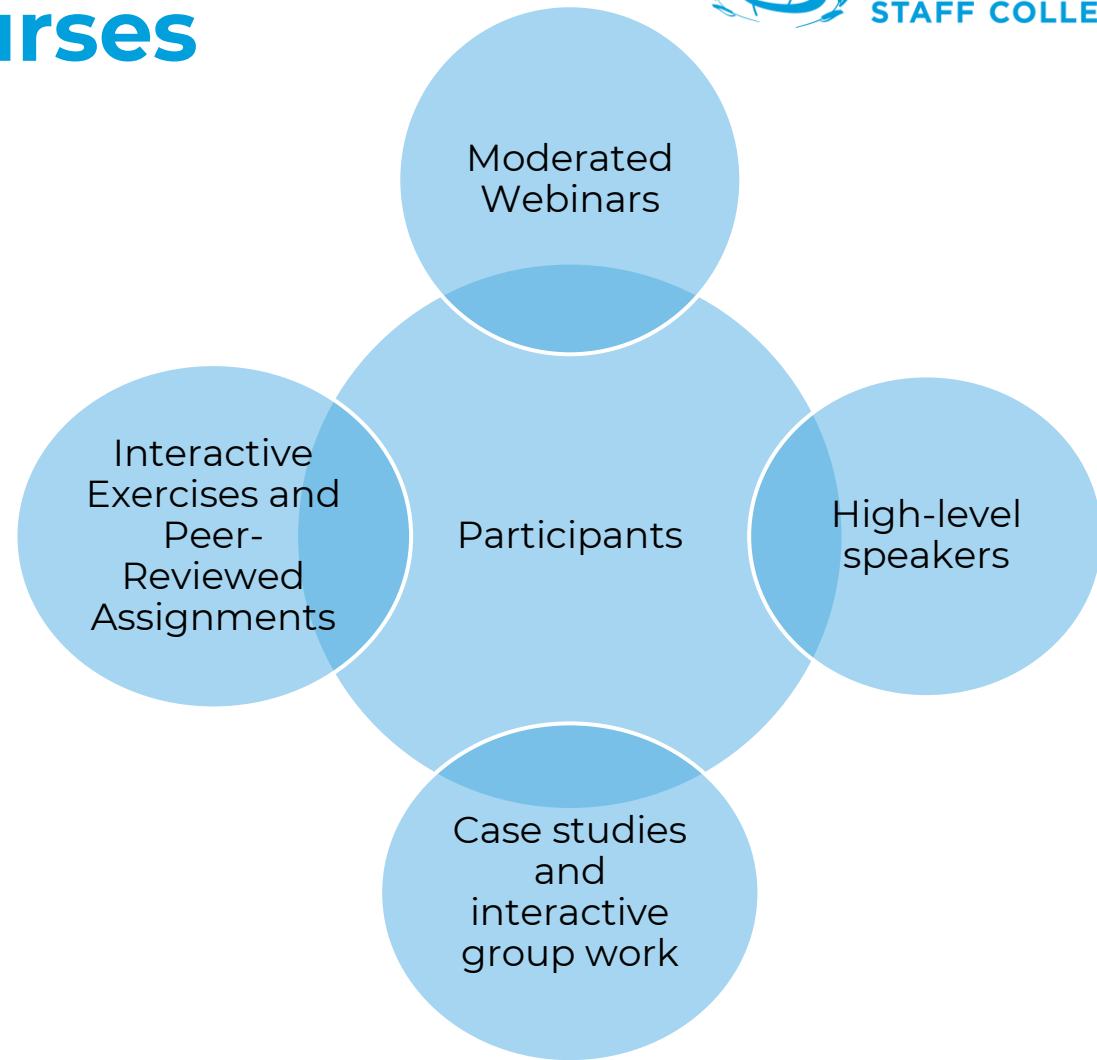 urses
STAFF COLLE
Moderated
Webinars
Interactive
Exercises and
Peer-
Reviewed
Assignments
Participants
High-level
speakers
Case studies
and
interactive
group work